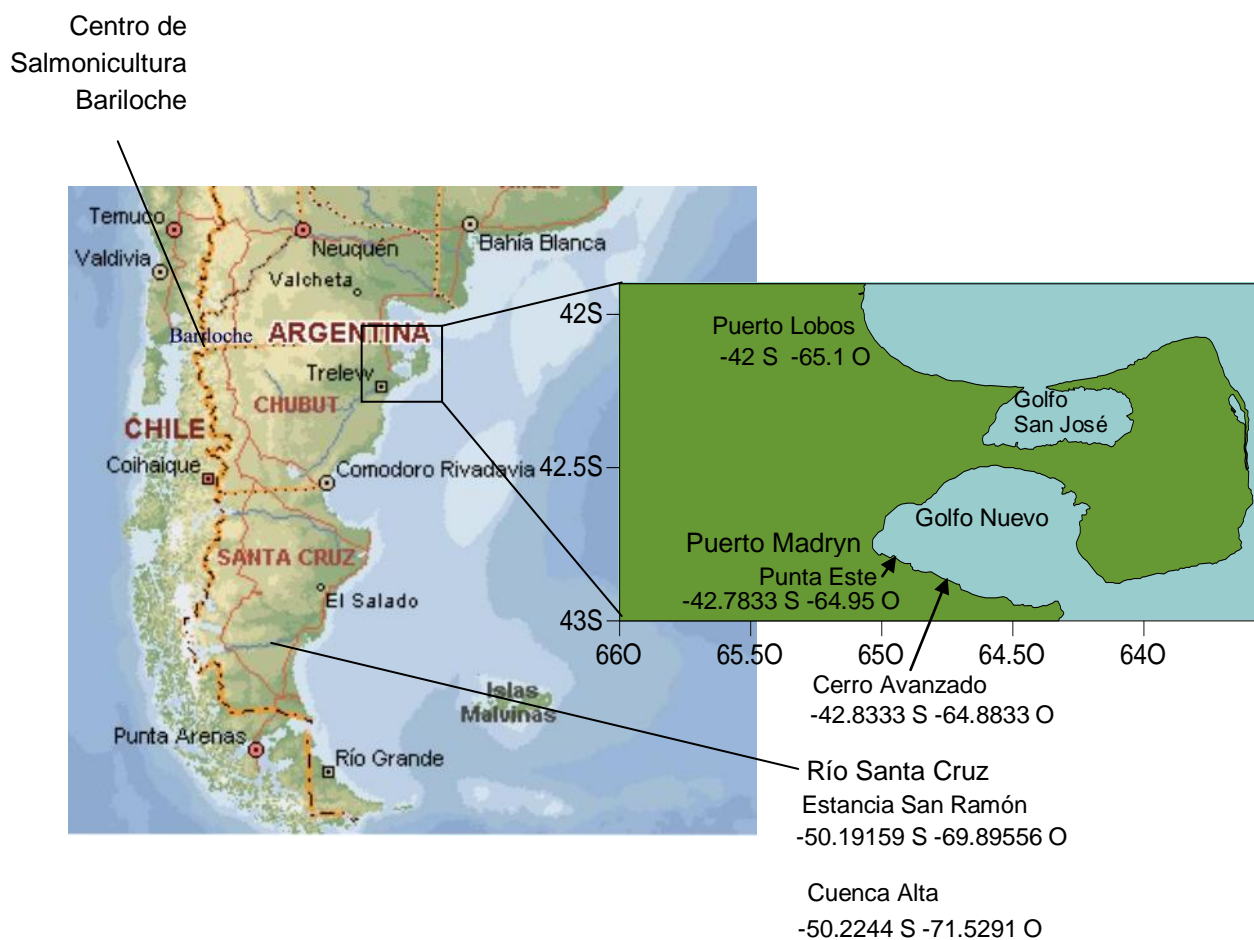 Centro de
Salmonicultura
Bariloche
Temuco
Neuquén
Bahía Blanca
Valdivia
Valcheta
Bariloche
ARGENTINA
Trelew
CHUBUT
CHILE
Coihaique
Comodoro Rivadavia
SANTA CRUZ
El Salado
Islas
Malvinas
Punta Arenas
Río Grande
42S
42.5S
43S
Puerto Lobos
-42 S -65.1 O
Golfo
San José
Golfo Nuevo
Puerto Madryn
Punta Este
-42.7833 S -64.95 O
66O
65.5O
65O
64.5O
64O
Cerro Avanzado
-42.8333 S -64.8833 O
Río Santa Cruz
Estancia San Ramón
-50.19159 S -69.89556 O
Cuenca Alta
-50.2244 S -71.5291 O